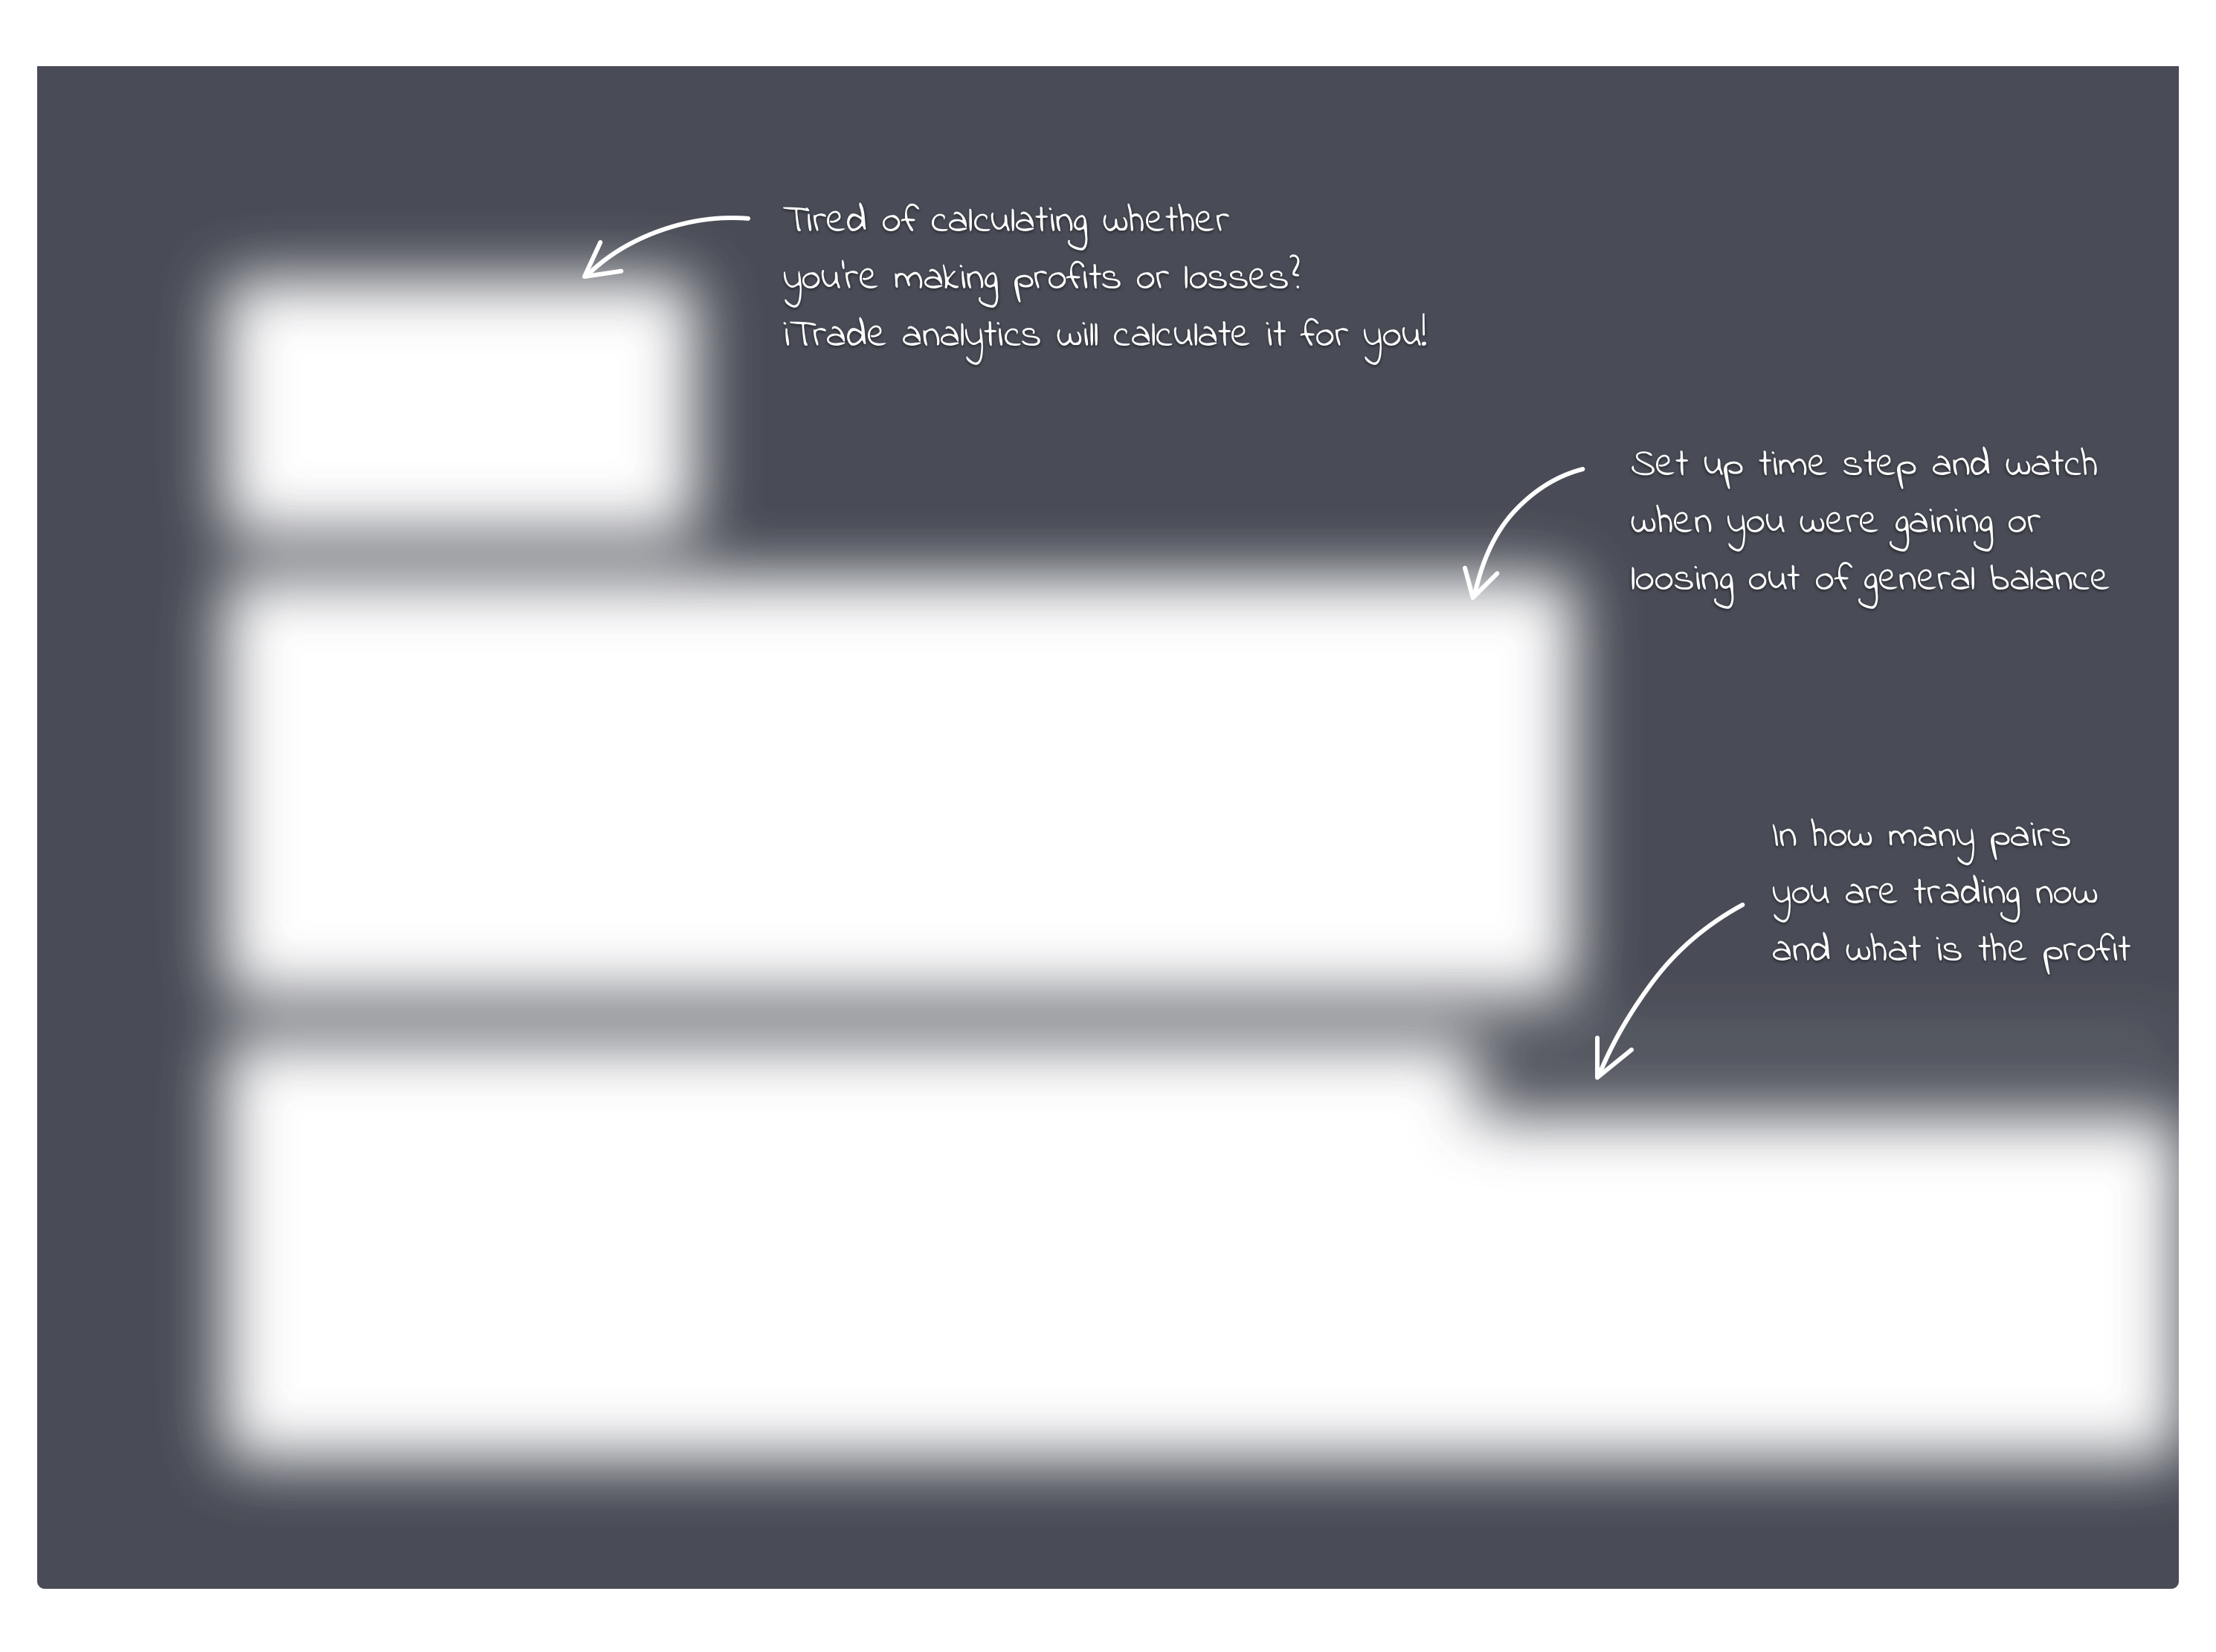 Tired of calculating whether
you're making profits or losses?
iTrade analytics will calculate it for you!
Set up time step and watch
when you were gaining or
loosing out of general balance
In how many pairs
you are trading now
and what is the profit